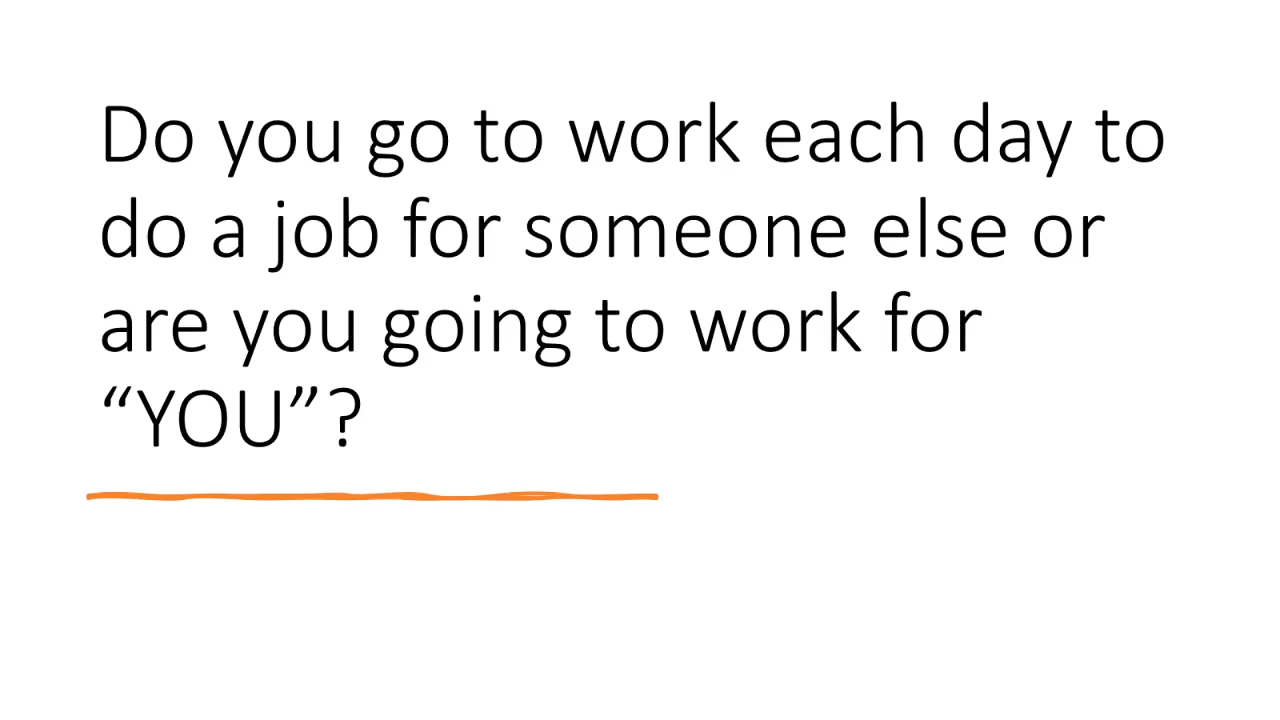 Do you go to work each day to
do a job for someone else or
are you going to work for
“YOU”?